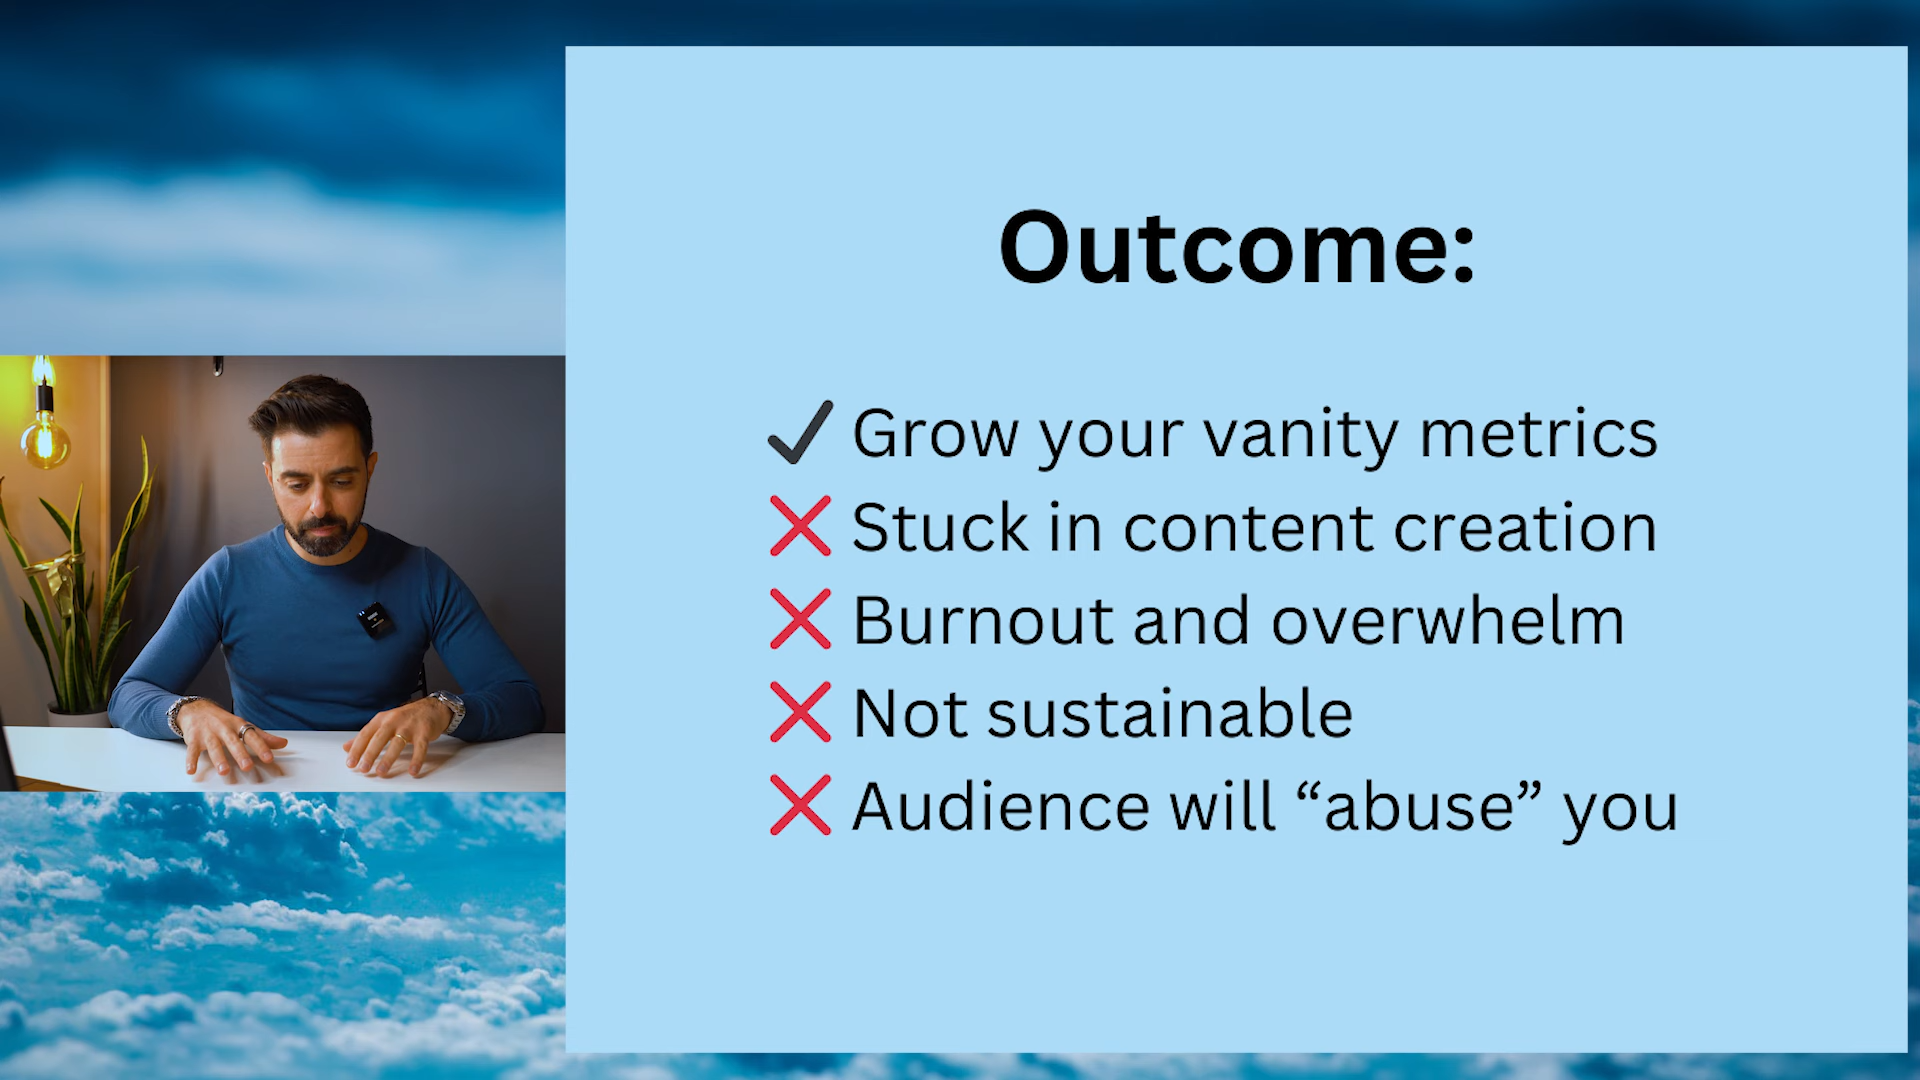 Outcome:
✔ Grow your vanity metrics
❌ Stuck in content creation
❌ Burnout and overwhelm
❌ Not sustainable
❌ Audience will “abuse” you